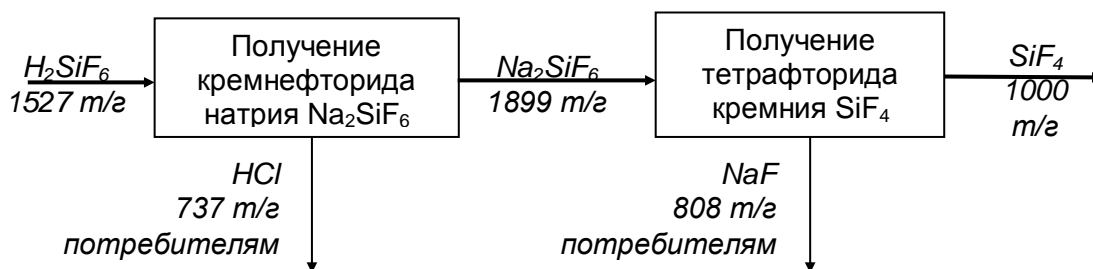 H₂SiF₆
1527 т/г
Получение
кремнефторида
натрия Na₂SiF₆
Na₂SiF₆
1899 т/г
Получение
тетрафторида
кремния SiF₄
SiF₄
1000
т/г
HCl
737 т/г
потребителям
NaF
808 т/г
потребителям